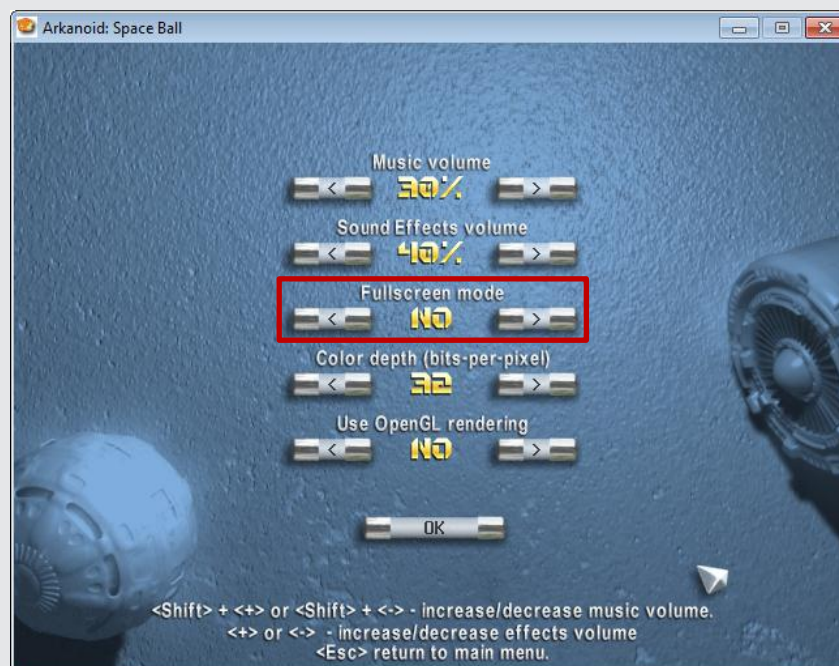 Arkanoid: Space Ball
Music volume
< 30% >
Sound Effects volume
< 40% >
Fullscreen mode
< NO >
Color depth (bits-per-pixel)
< 32 >
Use OpenGL rendering
< NO >
OK
<Shift> + <+> or <Shift> + <-> - increase/decrease music volume.
<+> or <-> - increase/decrease effects volume
<Esc> return to main menu.